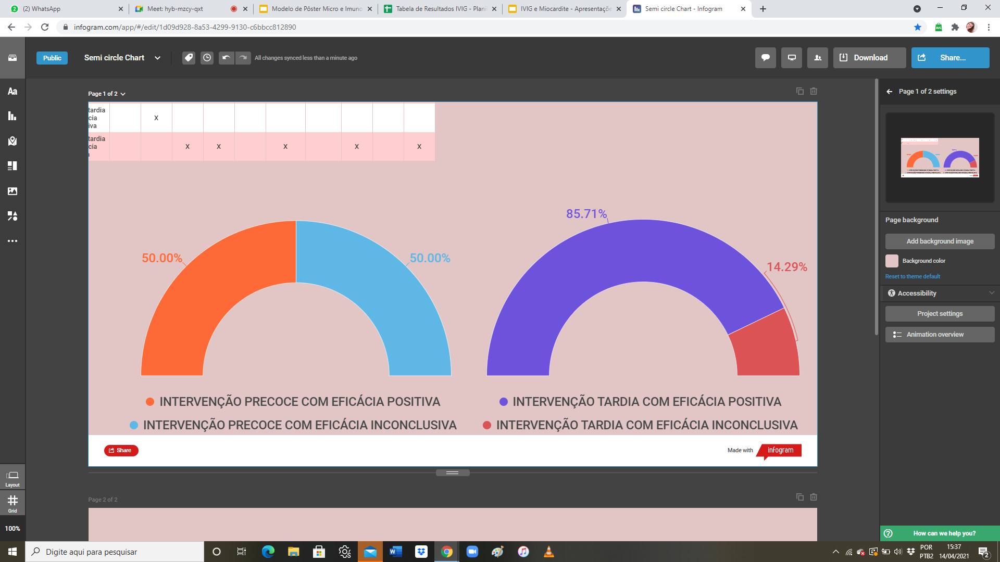 (2) WhatsApp
Meet: hyb-mzcy-qxt
Modelo de Pôster Micro e Imuno
Tabela de Resultados IVIG - Plani
IVIG e Miocardite - Apresentaçõe
Semi circle Chart - Infogram
infogram.com/app/#/edit/1d09d928-8a53-4299-9130-c6bbcc812890
Public
Semi circle Chart
All changes synced less than a minute ago
Download
Share...
Page 1 of 2
Page 1 of 2 settings
tardia
cia
iva
X
tardia
cia
X X X X X
85.71%
50.00%
50.00%
14.29%
INTERVENÇÃO PRECOCE COM EFICÁCIA POSITIVA
INTERVENÇÃO PRECOCE COM EFICÁCIA INCONCLUSIVA
INTERVENÇÃO TARDIA COM EFICÁCIA POSITIVA
INTERVENÇÃO TARDIA COM EFICÁCIA INCONCLUSIVA
Share
Made with
infogram
Page 2 of 2
Page background
Add background image
Background color
Reset to theme default
Accessibility
Project settings
Animation overview
How can we help you?
Aa
Layout
Grid
100%
Digite aqui para pesquisar
POR
PTB2
15:37
14/04/2021
2